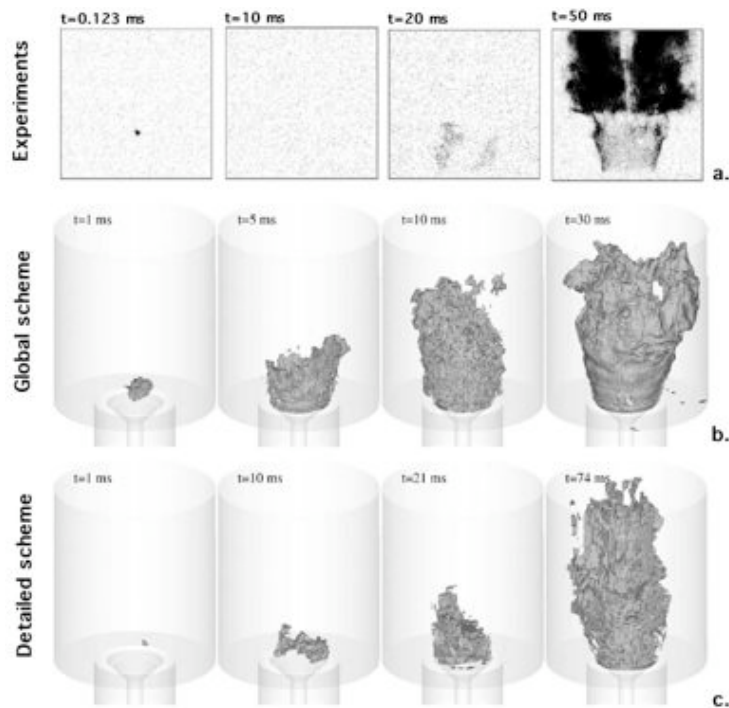 t=0.123 ms
t=10 ms
t=20 ms
t=50 ms
Experiments
a.
t=1 ms
t=5 ms
t=10 ms
t=30 ms
Global scheme
b.
t=1 ms
t=10 ms
t=21 ms
t=74 ms
Detailed scheme
c.